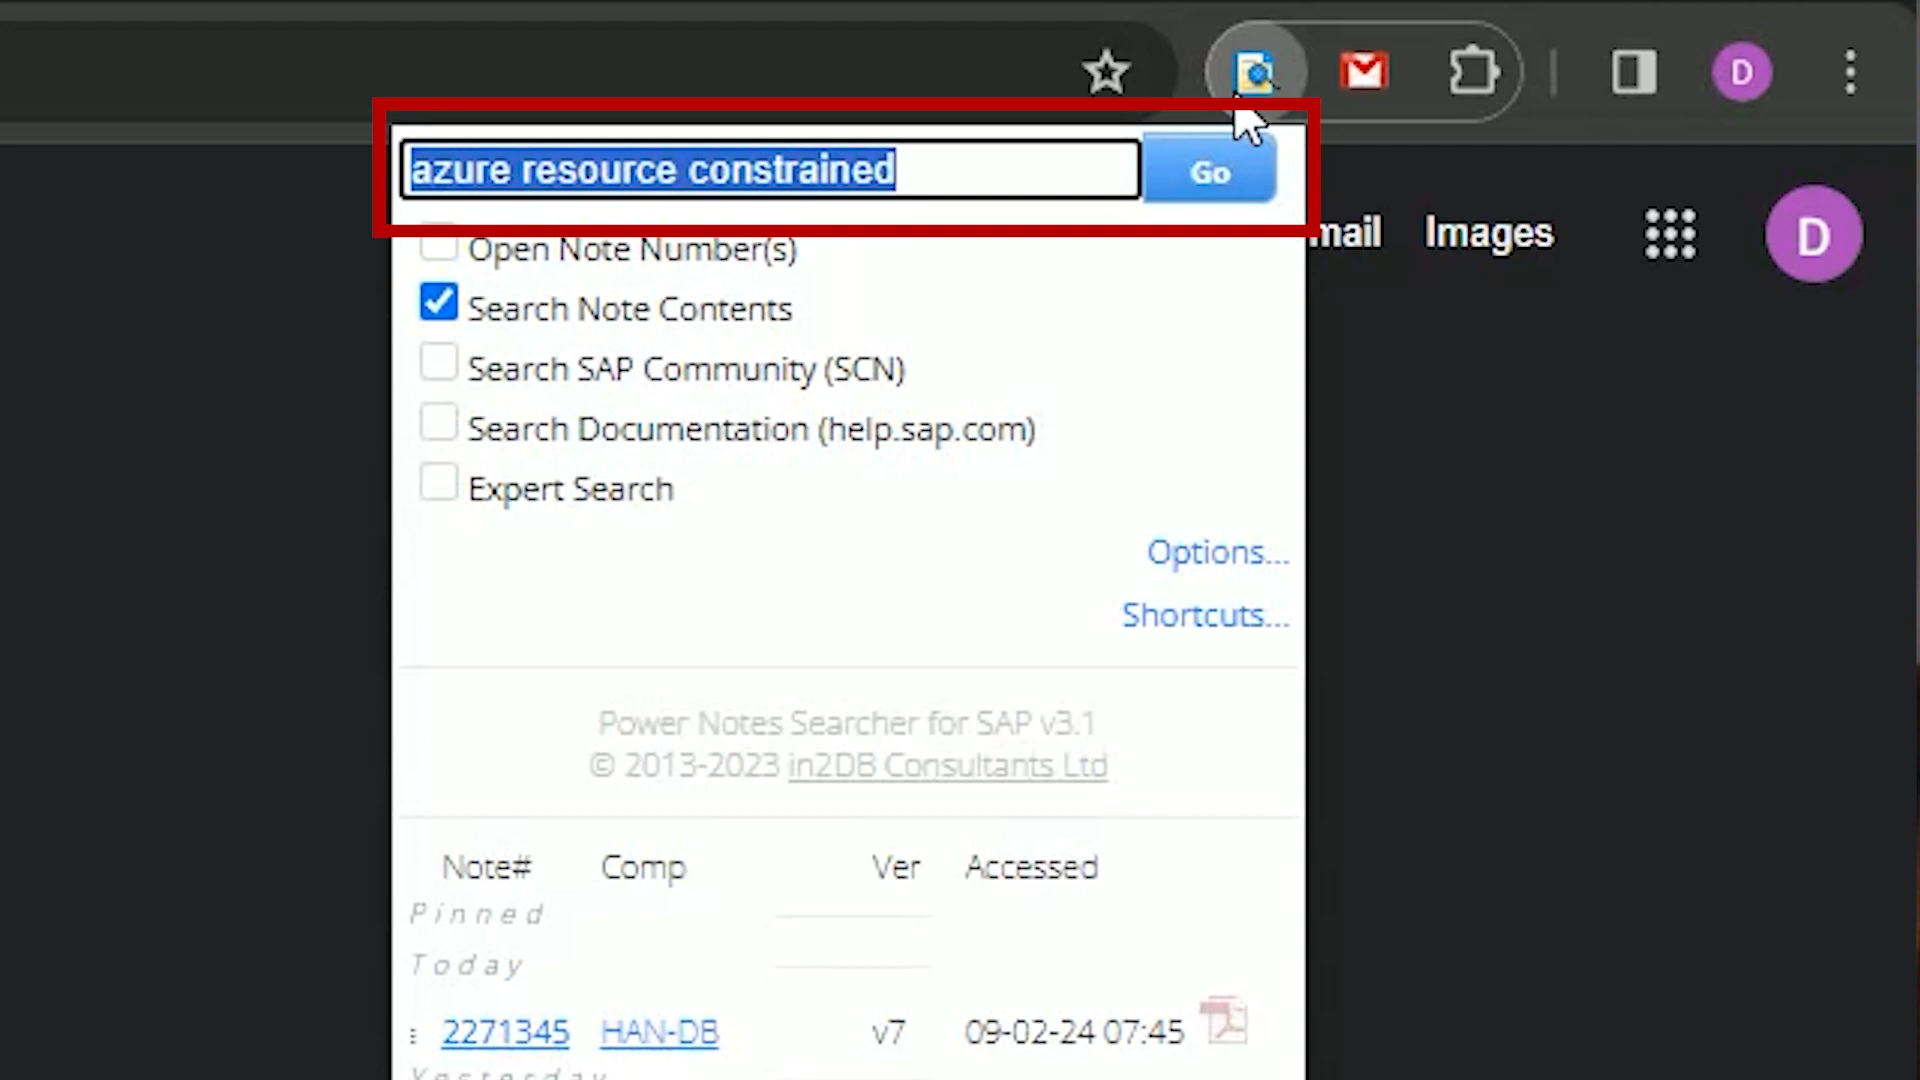 D
azure resource constrained
Go
mail Images
D
Open Note Number(s)
Search Note Contents
Search SAP Community (SCN)
Search Documentation (help.sap.com)
Expert Search
Options...
Shortcuts...
Power Notes Searcher for SAP v3.1
© 2013-2023 in2DB Consultants Ltd
Note# Comp Ver Accessed
Pinned
Today
2271345 HAN-DB v7 09-02-24 07:45
Yesterday